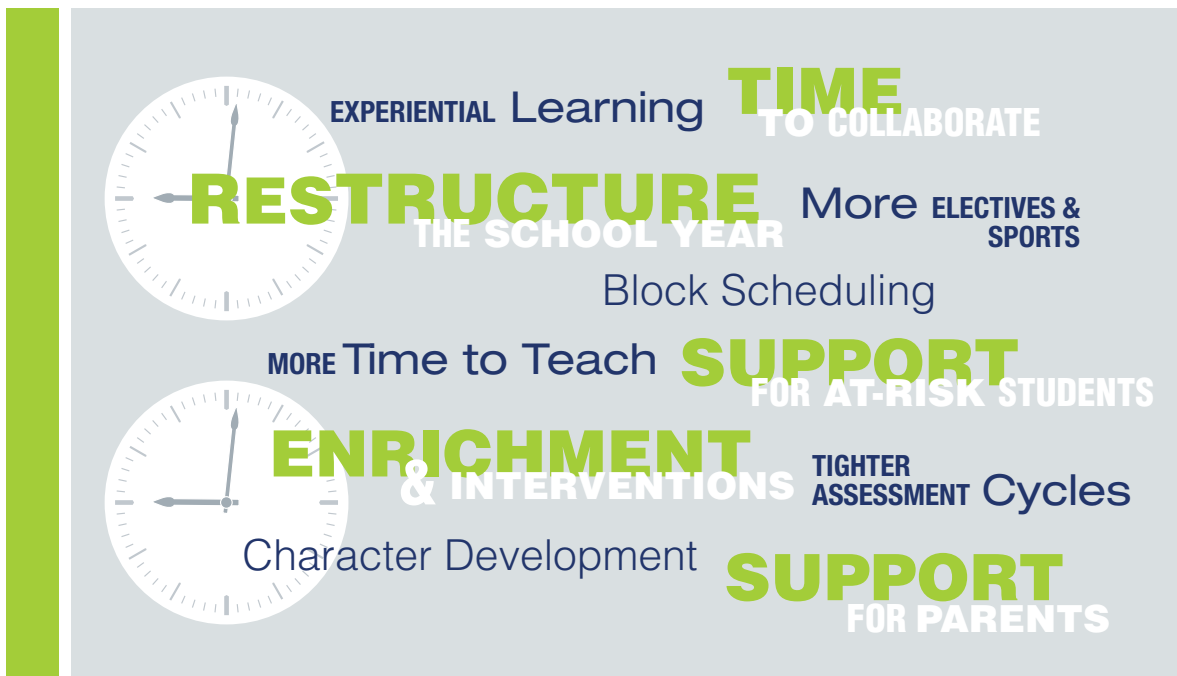 EXPERIENTIAL Learning
TIME
TO COLLABORATE
RESTRUCTURE
THE SCHOOL YEAR
More ELECTIVES &
SPORTS
Block Scheduling
MORE Time to Teach
SUPPORT
FOR AT-RISK STUDENTS
ENRICHMENT
& INTERVENTIONS
TIGHTER
ASSESSMENT Cycles
Character Development
SUPPORT
FOR PARENTS